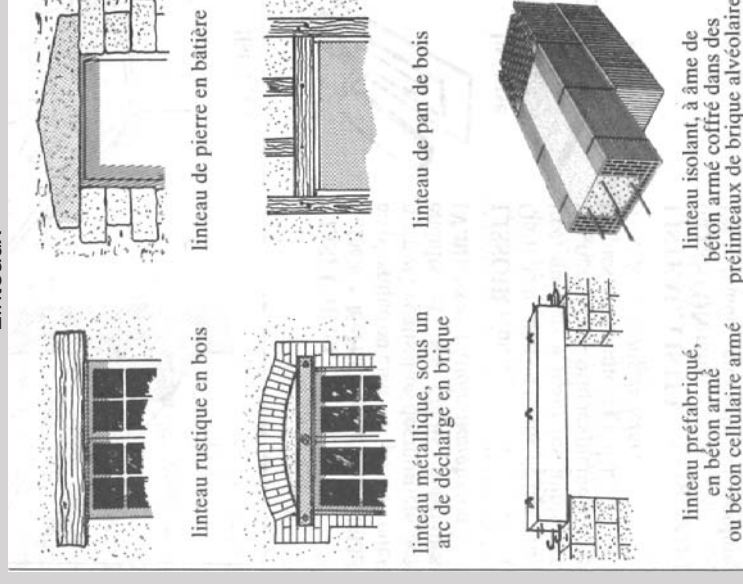 linteau rustique en bois
linteau de pierre en bâtière
linteau métallique, sous un
arc de décharge en brique
linteau de pan de bois
linteau préfabriqué,
en béton armé
ou béton cellulaire armé
linteau isolant, à âme de
béton armé coffré dans des
prélinteaux de brique alvéolaire